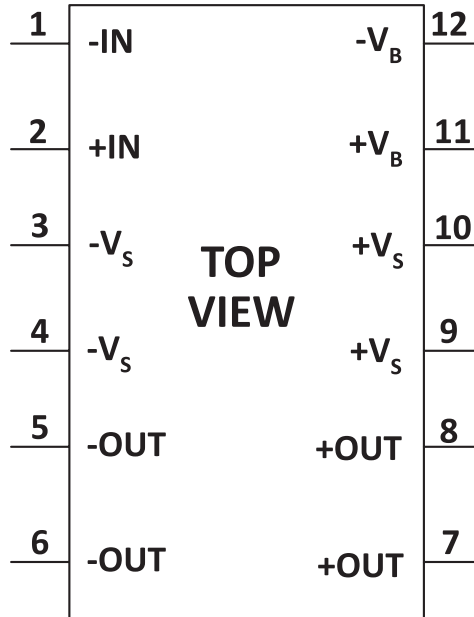 1 -IN -VB 12
2 +IN +VB 11
3 -VS +VS 10
TOP
VIEW
4 -VS +VS 9
5 -OUT +OUT 8
6 -OUT +OUT 7